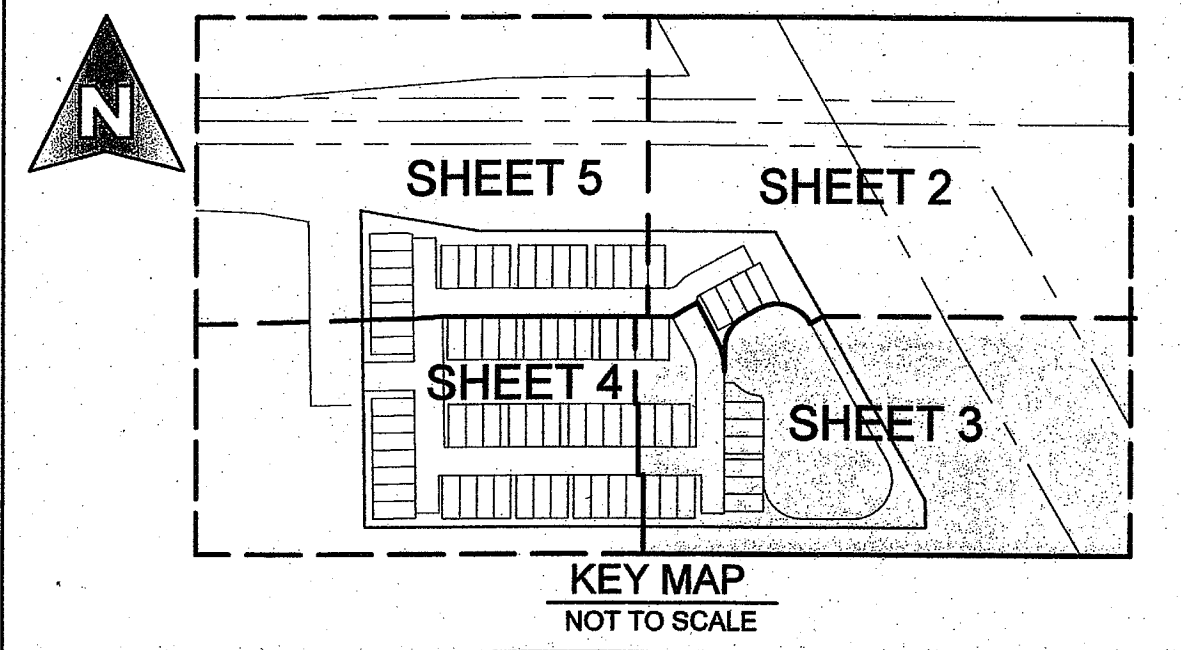 N
SHEET 5
SHEET 2
SHEET 4
SHEET 3
KEY MAP
NOT TO SCALE